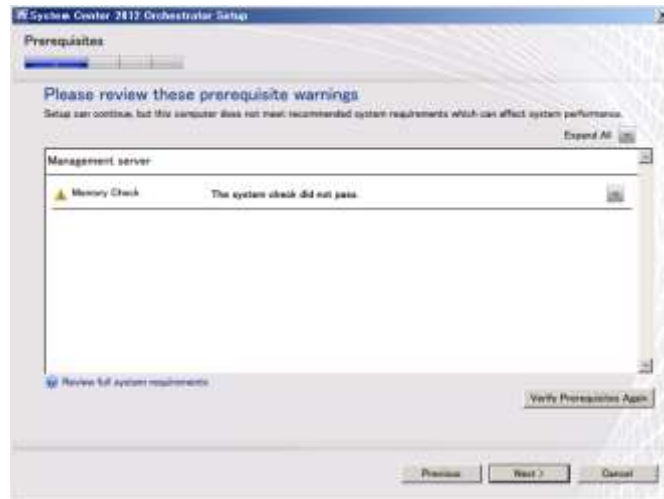 System Center 2012 Orchestrator Setup
Prerequisites
Please review these prerequisite warnings
Setup can continue, but this computer does not meet recommended system requirements which can affect system performance.
Expand All
Management server
Memory Check The system check did not pass.
Review full system requirements
Verify Prerequisites Again
Previous Next > Cancel